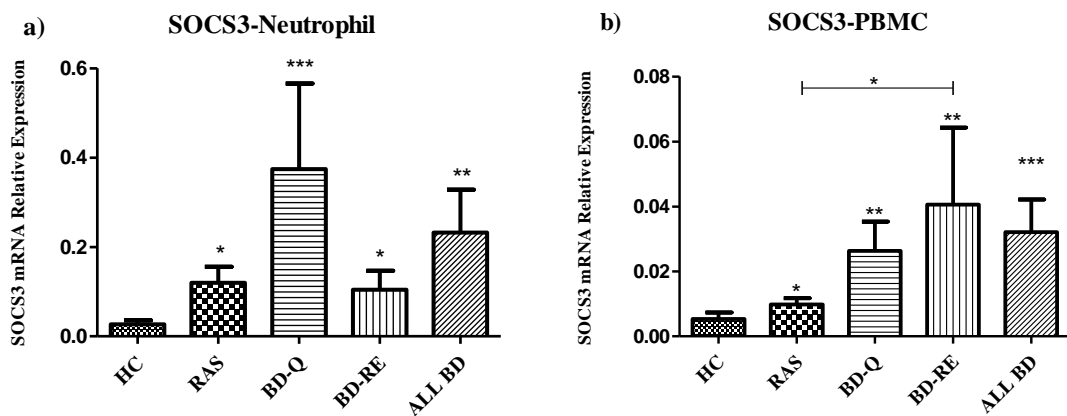 a)
SOCS3-Neutrophil
SOCS3 mRNA Relative Expression
0.6
0.4
0.2
0.0
***
**
*
*
HC
RAS
BD-Q
BD-RE
ALL BD
b)
SOCS3-PBMC
SOCS3 mRNA Relative Expression
0.08
0.06
0.04
0.02
0.00
*
**
***
**
*
HC
RAS
BD-Q
BD-RE
ALL BD